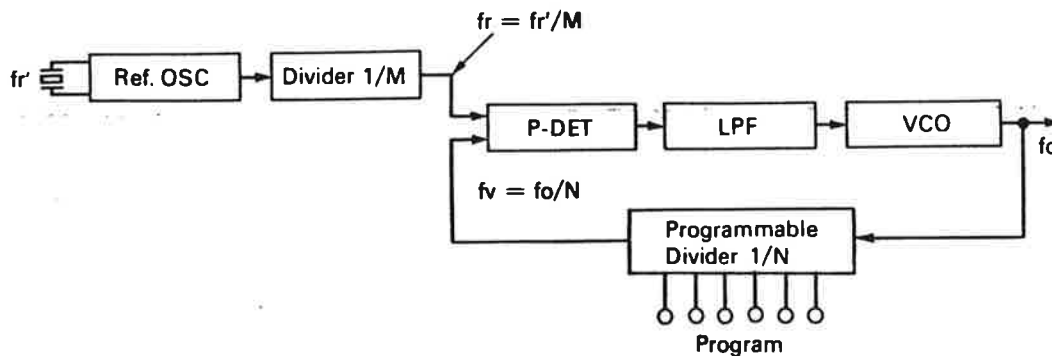 fr = fr'/M
fr'
Ref. OSC
Divider 1/M
P-DET
LPF
VCO
fo
fv = fo/N
Programmable
Divider 1/N
Program